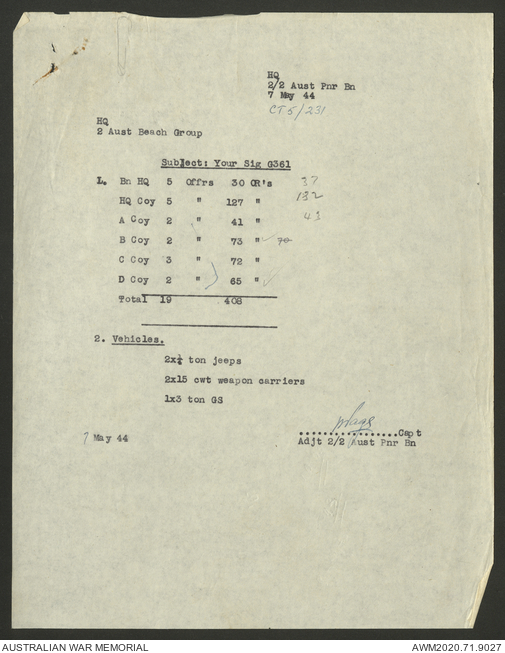 HQ
2/2 Aust Pnr Bn
7 May 44
CT5/231
HQ
2 Aust Beach Group
Subject: Your Sig G361
1. Bn HQ 5 Offrs 30 OR's 37
HQ Coy 5 " 127 " 132
A Coy 2 " 41 " 43
B Coy 2 " 73 " 70
C Coy 3 " 72 "
D Coy 2 " 65 "
Total 19 408
2. Vehicles.
2x¼ ton jeeps
2x15 cwt weapon carriers
1x3 ton GS
7 May 44
..................Capt
Adjt 2/2 Aust Pnr Bn
AUSTRALIAN WAR MEMORIAL
AWM2020.71.9027